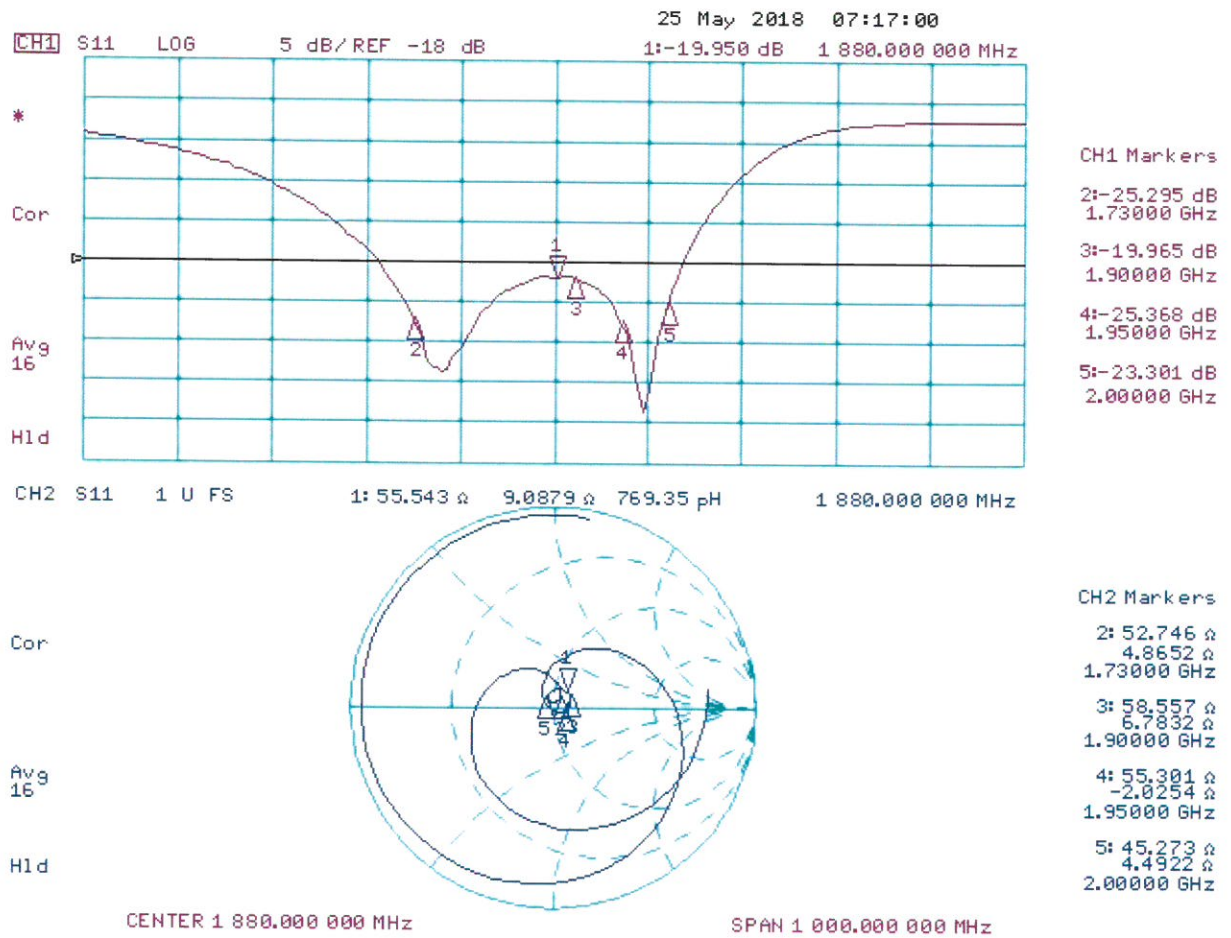 25 May 2018 07:17:00
CH1 S11 LOG 5 dB/REF -18 dB 1:-19.950 dB 1 880.000 000 MHz
*
Cor
Avg
16
Hld
1
2
3
4
5
CH1 Markers
2:-25.295 dB
1.73000 GHz
3:-19.965 dB
1.90000 GHz
4:-25.368 dB
1.95000 GHz
5:-23.301 dB
2.00000 GHz
CH2 S11 1 U FS 1: 55.543 Ω 9.0879 Ω 769.35 pH 1 880.000 000 MHz
Cor
Avg
16
Hld
1
5 2 3
4
CH2 Markers
2: 52.746 Ω
4.8652 Ω
1.73000 GHz
3: 58.557 Ω
6.7832 Ω
1.90000 GHz
4: 55.301 Ω
-2.0254 Ω
1.95000 GHz
5: 45.273 Ω
4.4922 Ω
2.00000 GHz
CENTER 1 880.000 000 MHz SPAN 1 000.000 000 MHz